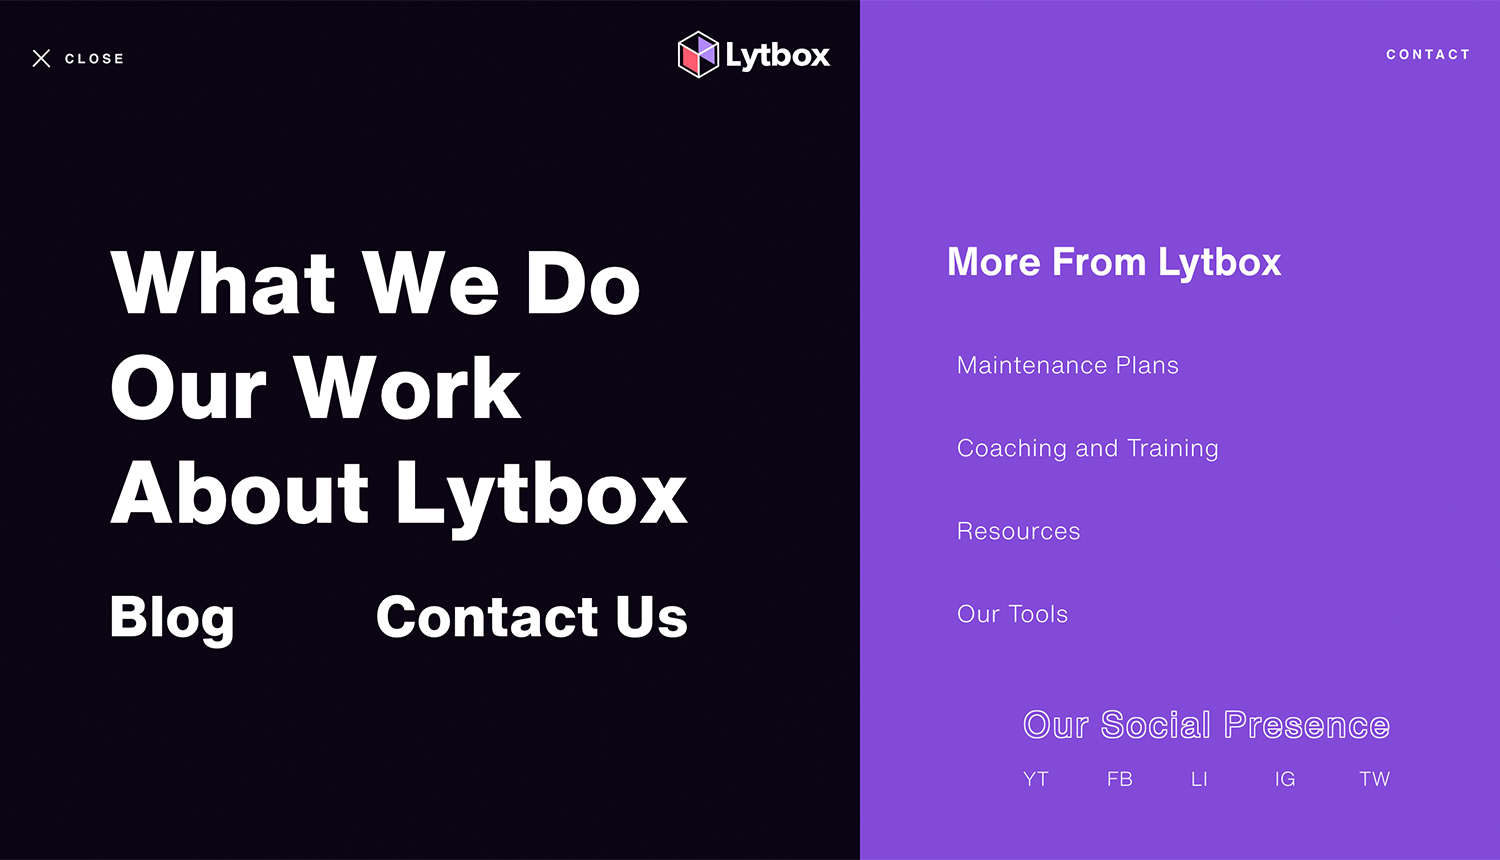 CLOSE
Lytbox
CONTACT
What We Do
Our Work
About Lytbox
Blog
Contact Us
More From Lytbox
Maintenance Plans
Coaching and Training
Resources
Our Tools
Our Social Presence
YT FB LI IG TW